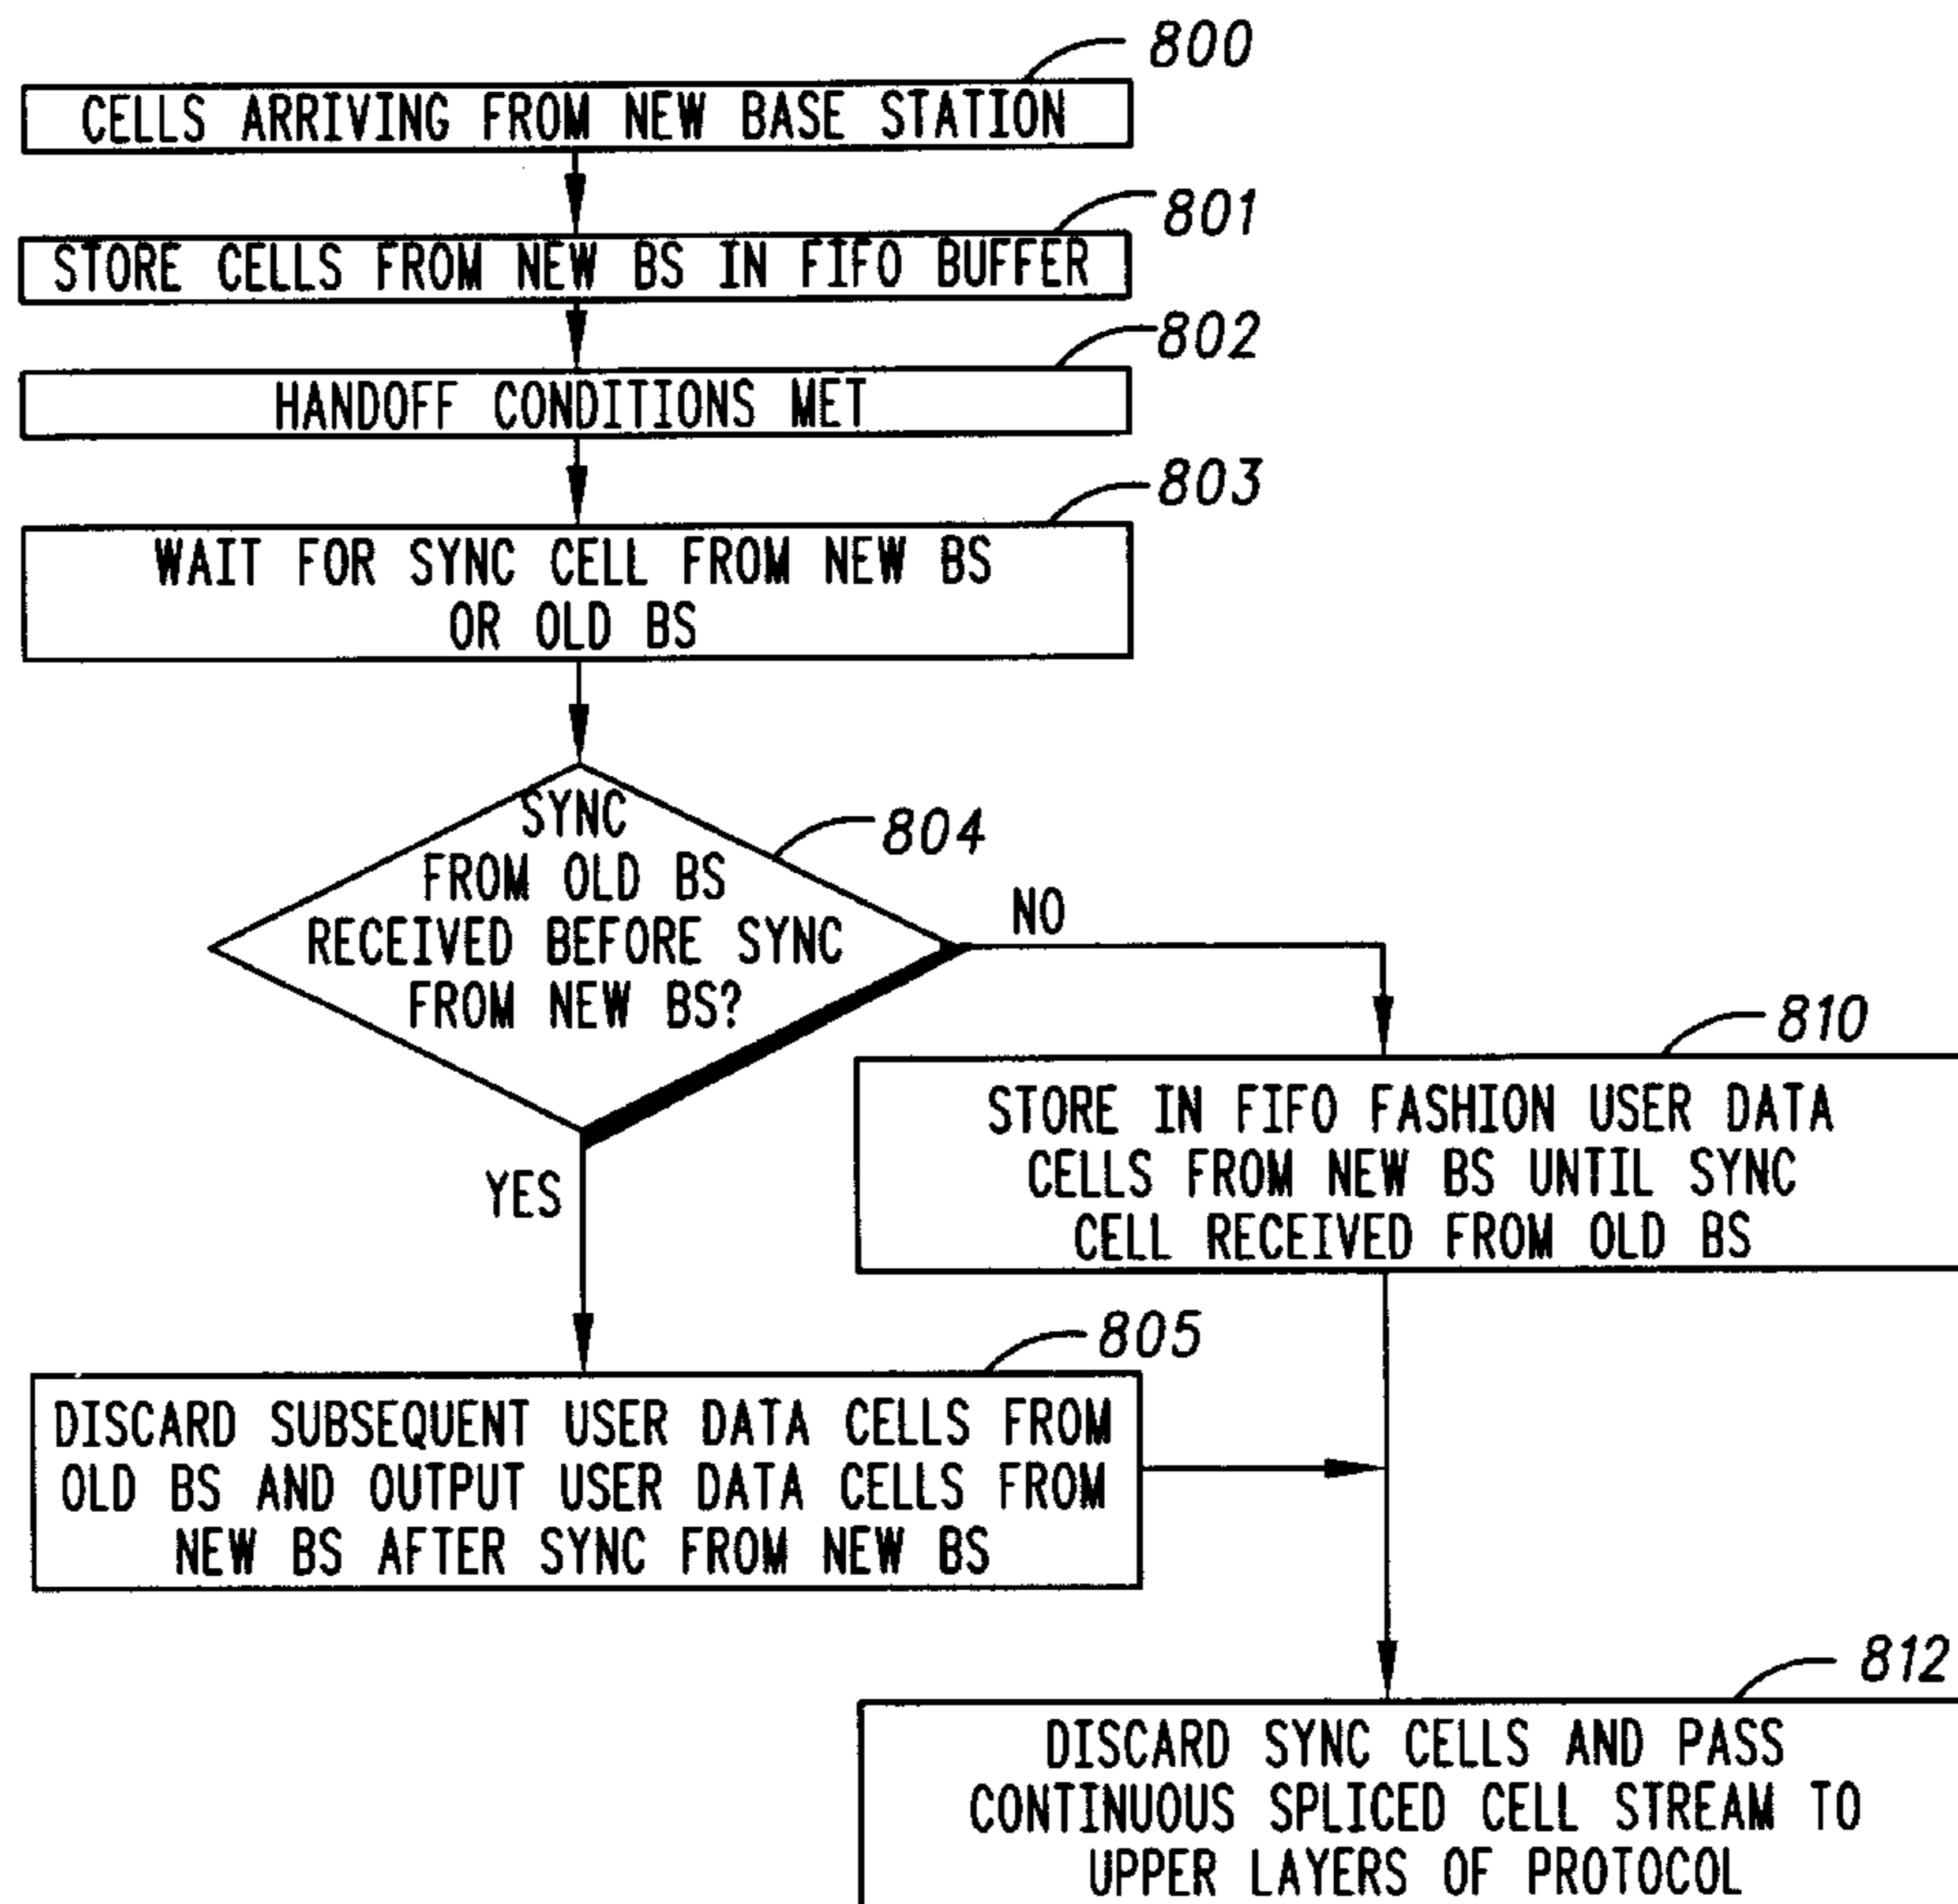 800
CELLS ARRIVING FROM NEW BASE STATION
801
STORE CELLS FROM NEW BS IN FIFO BUFFER
802
HANDOFF CONDITIONS MET
803
WAIT FOR SYNC CELL FROM NEW BS
OR OLD BS
804
SYNC
FROM OLD BS
RECEIVED BEFORE SYNC
FROM NEW BS?
NO
YES
810
STORE IN FIFO FASHION USER DATA
CELLS FROM NEW BS UNTIL SYNC
CELL RECEIVED FROM OLD BS
805
DISCARD SUBSEQUENT USER DATA CELLS FROM
OLD BS AND OUTPUT USER DATA CELLS FROM
NEW BS AFTER SYNC FROM NEW BS
812
DISCARD SYNC CELLS AND PASS
CONTINUOUS SPLICED CELL STREAM TO
UPPER LAYERS OF PROTOCOL